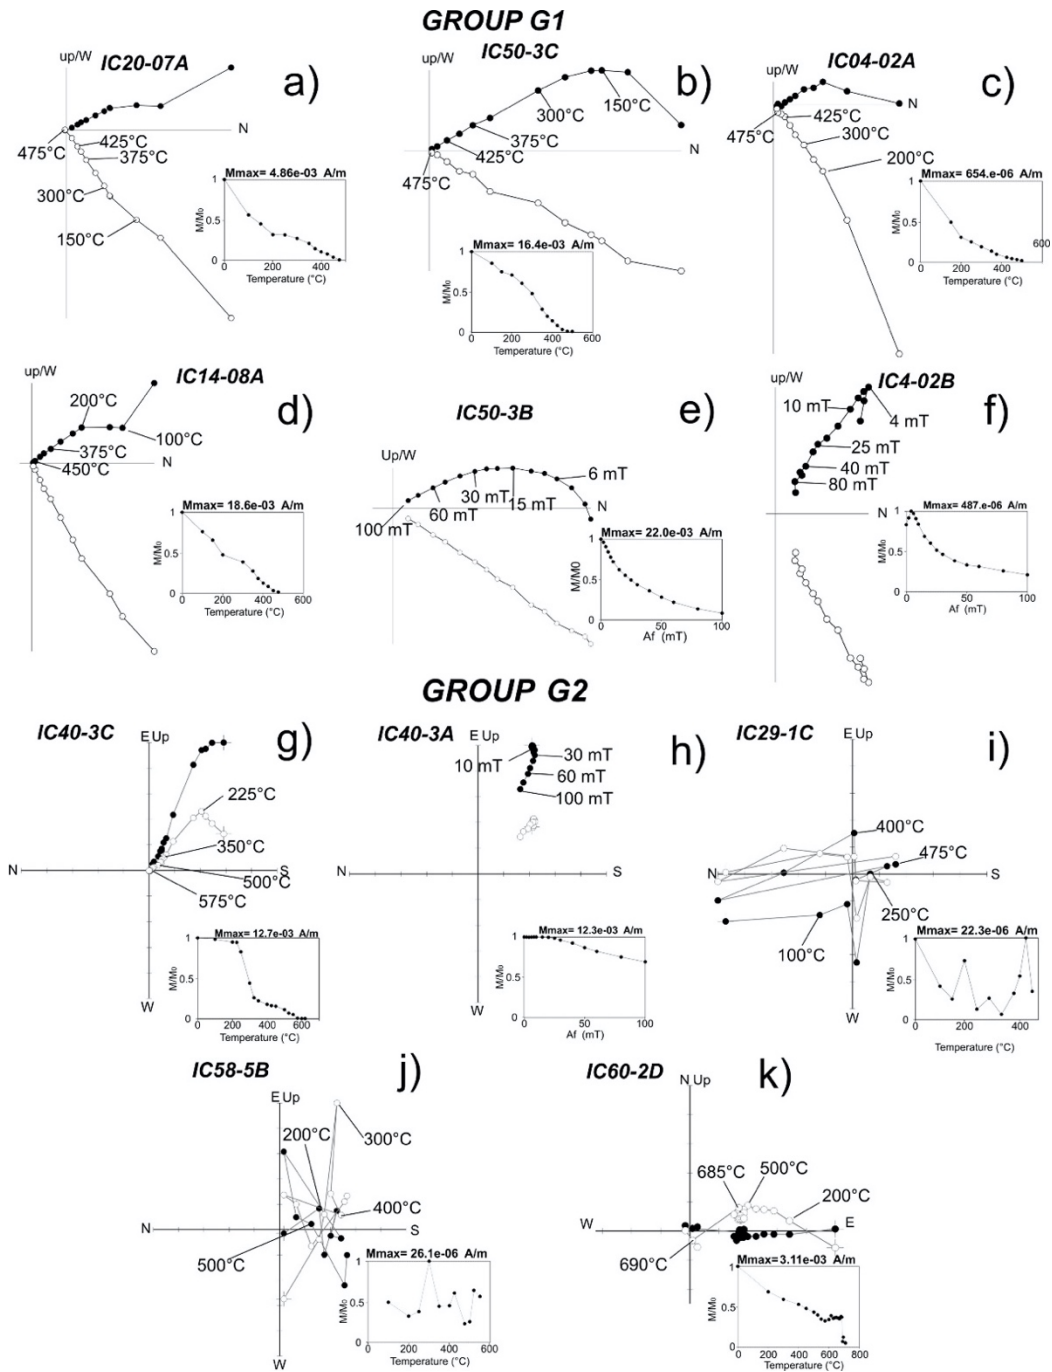 GROUP G1
IC20-07A
a)
up/W
N
475°C
425°C
375°C
300°C
150°C
Mmax= 4.86e-03 A/m
M/M0
1
0.5
0
0 200 400
Temperature (°C)
IC50-3C
b)
up/W
N
300°C
150°C
375°C
425°C
475°C
Mmax= 16.4e-03 A/m
M/M0
1
0.5
0
0 200 400 600
Temperature (°C)
IC04-02A
c)
up/W
N
475°C
425°C
300°C
200°C
Mmax= 654.e-06 A/m
M/M0
1
0.5
0
600
0 200 400
Temperature (°C)
IC14-08A
d)
up/W
200°C
100°C
375°C
450°C
N
Mmax= 18.6e-03 A/m
M/M0
1
0.5
0
0 200 400 600
Temperature (°C)
IC50-3B
e)
Up/W
6 mT
30 mT
15 mT
60 mT
100 mT
N
Mmax= 22.0e-03 A/m
M/M0
1
0.5
0
0 50 100
Af (mT)
IC4-02B
f)
up/W
10 mT
4 mT
25 mT
40 mT
80 mT
N
Mmax= 487.e-06 A/m
M/M0
1
0.5
0
0 50 100
Af (mT)
GROUP G2
IC40-3C
g)
E Up
225°C
350°C
N
S
500°C
575°C
W
Mmax= 12.7e-03 A/m
M/M0
1
0.5
0
0 200 400 600
Temperature (°C)
IC40-3A
h)
E Up
10 mT
30 mT
60 mT
100 mT
N
S
W
Mmax= 12.3e-03 A/m
M/M0
1
0.5
0
0 50 100
Af (mT)
IC29-1C
i)
E Up
400°C
475°C
N
S
250°C
100°C
W
Mmax= 22.3e-06 A/m
M/M0
1
0.5
0
0 200 400
Temperature (°C)
IC58-5B
j)
E Up
200°C
300°C
400°C
N
S
500°C
W
Mmax= 26.1e-06 A/m
M/M0
1
0.5
0
0 200 400 600
Temperature (°C)
IC60-2D
k)
N Up
685°C
500°C
200°C
W
E
690°C
Mmax=3.11e-03 A/m
M/M0
1
0.5
0
0 200 400 600 800
Temperature (°C)